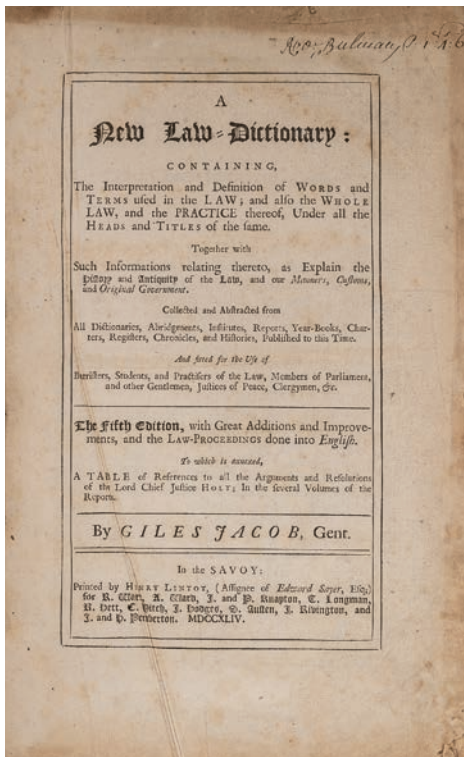 A
New Law-Dictionary:
CONTAINING,
The Interpretation and Definition of WORDS and
TERMS used in the LAW; and also the WHOLE
LAW, and the PRACTICE thereof, Under all the
HEADS and TITLES of the same.
Together with
Such Informations relating thereto, as Explain the
History and Antiquity of the Law, and our Manners, Customs,
and Original Government.
Collected and Abstracted from
All Dictionaries, Abridgments, Institutes, Reports, Year-Books, Char-
ters, Registers, Chronicles, and Histories, Published to this Time.
And fitted for the Use of
Barristers, Students, and Practisers of the Law, Members of Parliament,
and other Gentlemen, Justices of Peace, Clergymen, &c.
The Fifth Edition, with Great Additions and Improve-
ments, and the LAW-PROCEEDINGS done into English.
To which is annexed,
A TABLE of References to all the Arguments and Resolutions
of the Lord Chief Justice HOLT; In the several Volumes of the
Reports.
By GILES JACOB, Gent.
In the SAVOY:
Printed by HENRY LINTOT, (Assignee of Edward Sayer, Esq;)
for R. Ware, A. Ward, J. and P. Knapton, T. Longman,
R. Hett, C. Hitch, J. Hodges, S. Austen, J. Rivington, and
J. and H. Pemberton. MDCCXLIV.